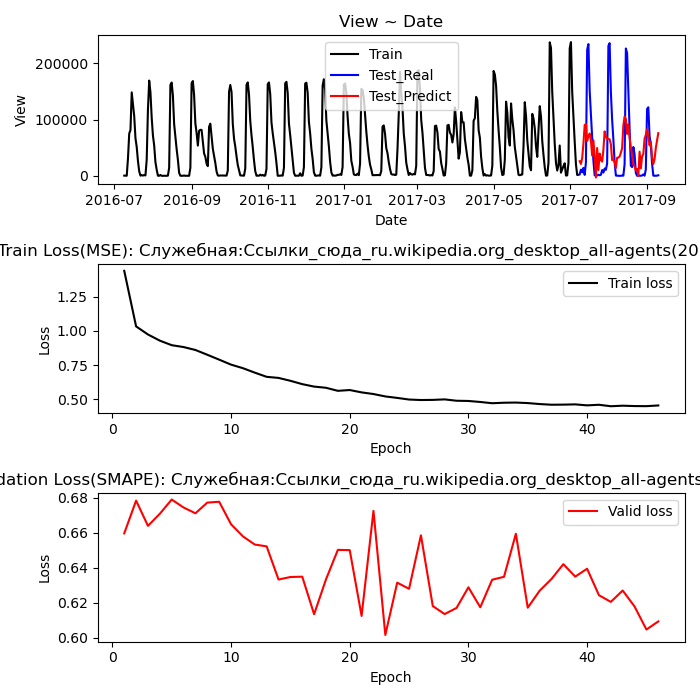 View ~ Date
200000
100000
0
View
Train
Test_Real
Test_Predict
2016-07 2016-09 2016-11 2017-01 2017-03 2017-05 2017-07 2017-09
Date
Train Loss(MSE): Служебная:Ссылки_сюда_ru.wikipedia.org_desktop_all-agents(20
1.25
1.00
0.75
0.50
Loss
Train loss
0 10 20 30 40
Epoch
dation Loss(SMAPE): Служебная:Ссылки_сюда_ru.wikipedia.org_desktop_all-agents
0.68
0.66
0.64
0.62
0.60
Loss
Valid loss
0 10 20 30 40
Epoch